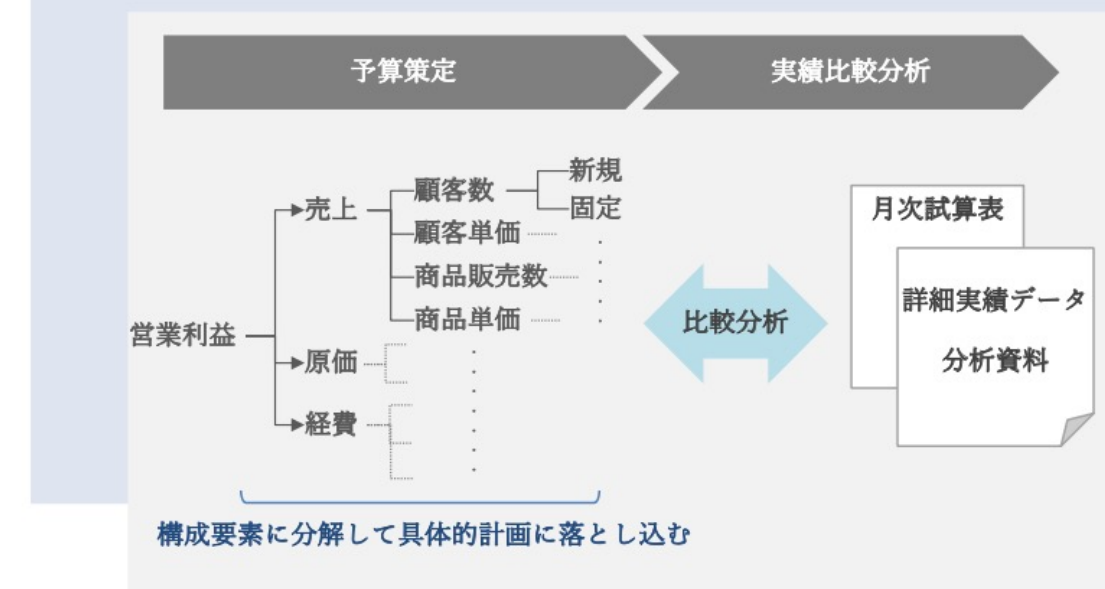 予算策定
実績比較分析
営業利益
売上
顧客数
新規
固定
顧客単価
商品販売数
商品単価
原価
経費
構成要素に分解して具体的計画に落とし込む
比較分析
月次試算表
詳細実績データ
分析資料